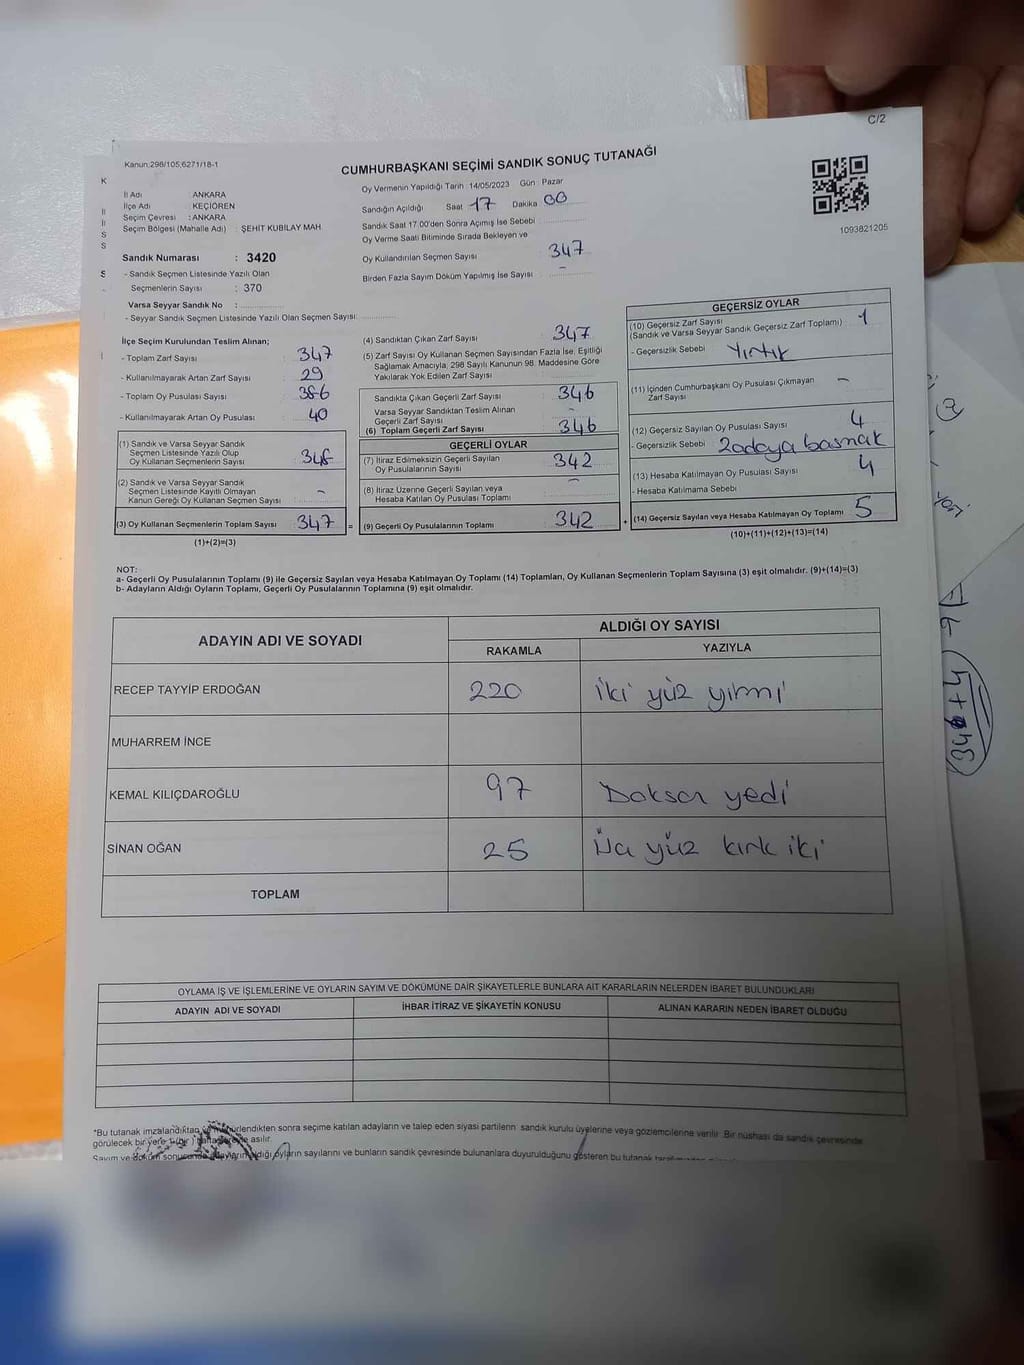 C/2
Kanun:298/105;6271/18-1
CUMHURBAŞKANI SEÇİMİ SANDIK SONUÇ TUTANAĞI
İl Adı : ANKARA
İlçe Adı : KEÇİÖREN
Seçim Çevresi : ANKARA
Seçim Bölgesi (Mahalle Adı) : ŞEHİT KUBİLAY MAH.
Sandık Numarası : 3420
- Sandık Seçmen Listesinde Yazılı Olan
Seçmenlerin Sayısı : 370
Varsa Seyyar Sandık No :
- Seyyar Sandık Seçmen Listesinde Yazılı Olan Seçmen Sayısı:
Oy Vermenin Yapıldığı Tarih : 14/05/2023 Gün : Pazar
Sandığın Açıldığı Saat 17 Dakika 00
Sandık Saat 17.00'den Sonra Açımış İse Sebebi
Oy Verme Saati Bitiminde Sırada Bekleyen ve
Oy Kullandırılan Seçmen Sayısı 347
Birden Fazla Sayım Döküm Yapılmış İse Sayısı -
1093821205
İlçe Seçim Kurulundan Teslim Alınan;
- Toplam Zarf Sayısı 347
- Kullanılmayarak Artan Zarf Sayısı 29
- Toplam Oy Pusulası Sayısı 386
- Kullanılmayarak Artan Oy Pusulası 40
(1) Sandık ve Varsa Seyyar Sandık
Seçmen Listesinde Yazılı Olup
Oy Kullanan Seçmenlerin Sayısı
(2) Sandık ve Varsa Seyyar Sandık
Seçmen Listesinde Kayıtlı Olmayan
Kanun Gereği Oy Kullanan Seçmen Sayısı -
(3) Oy Kullanan Seçmenlerin Toplam Sayısı 347 =
(1)+(2)=(3)
(4) Sandıktan Çıkan Zarf Sayısı 347
(5) Zarf Sayısı Oy Kullanan Seçmen Sayısından Fazla İse, Eşitliği
Sağlamak Amacıyla; 298 Sayılı Kanunun 98. Maddesine Göre
Yakılarak Yok Edilen Zarf Sayısı
Sandıkta Çıkan Geçerli Zarf Sayısı 346
Varsa Seyyar Sandıktan Teslim Alınan
Geçerli Zarf Sayısı -
(6) Toplam Geçerli Zarf Sayısı 346
GEÇERLİ OYLAR
(7) İtiraz Edilmeksizin Geçerli Sayılan
Oy Pusulalarının Sayısı 342
(8) İtiraz Üzerine Geçerli Sayılan veya
Hesaba Katılan Oy Pusulası Toplamı -
(9) Geçerli Oy Pusulalarının Toplamı 342 +
GEÇERSİZ OYLAR
(10) Geçersiz Zarf Sayısı 1
(Sandık ve Varsa Seyyar Sandık Geçersiz Zarf Toplamı)
- Geçersizlik Sebebi Yırtık
(11) İçinden Cumhurbaşkanı Oy Pusulası Çıkmayan
Zarf Sayısı -
(12) Geçersiz Sayılan Oy Pusulası Sayısı 4
- Geçersizlik Sebebi 2 adaya basmak
(13) Hesaba Katılmayan Oy Pusulası Sayısı 4
- Hesaba Katılmama Sebebi
(14) Geçersiz Sayılan veya Hesaba Katılmayan Oy Toplamı 5
(10)+(11)+(12)+(13)=(14)
NOT:
a- Geçerli Oy Pusulalarının Toplamı (9) ile Geçersiz Sayılan veya Hesaba Katılmayan Oy Toplamı (14) Toplamları, Oy Kullanan Seçmenlerin Toplam Sayısına (3) eşit olmalıdır. (9)+(14)=(3)
b- Adayların Aldığı Oyların Toplamı, Geçerli Oy Pusulalarının Toplamına (9) eşit olmalıdır.
ADAYIN ADI VE SOYADI
ALDIĞI OY SAYISI
RAKAMLA YAZIYLA
RECEP TAYYİP ERDOĞAN 220 iki yüz yirmi
MUHARREM İNCE
KEMAL KILIÇDAROĞLU 97 Doksan yedi
SİNAN OĞAN 25 Üç yüz kırk iki
TOPLAM
OYLAMA İŞ VE İŞLEMLERİNE VE OYLARIN SAYIM VE DÖKÜMÜNE DAİR ŞİKAYETLERLE BUNLARA AİT KARARLARIN NELERDEN İBARET BULUNDUKLARI
ADAYIN ADI VE SOYADI İHBAR İTİRAZ VE ŞİKAYETİN KONUSU ALINAN KARARIN NEDEN İBARET OLDUĞU
*Bu tutanak imzalandıktan ve mühürlendikten sonra seçime katılan adayların ve talep eden siyasi partilerin sandık kurulu üyelerine veya gözlemcilerine verilir. Bir nüshası da sandık çevresinde
görülecek bir yere asılır.
Sayım ve döküm sonucunda adayların aldığı oyların sayılarını ve bunların sandık çevresinde bulunanlara duyurulduğunu gösteren bu tutanak